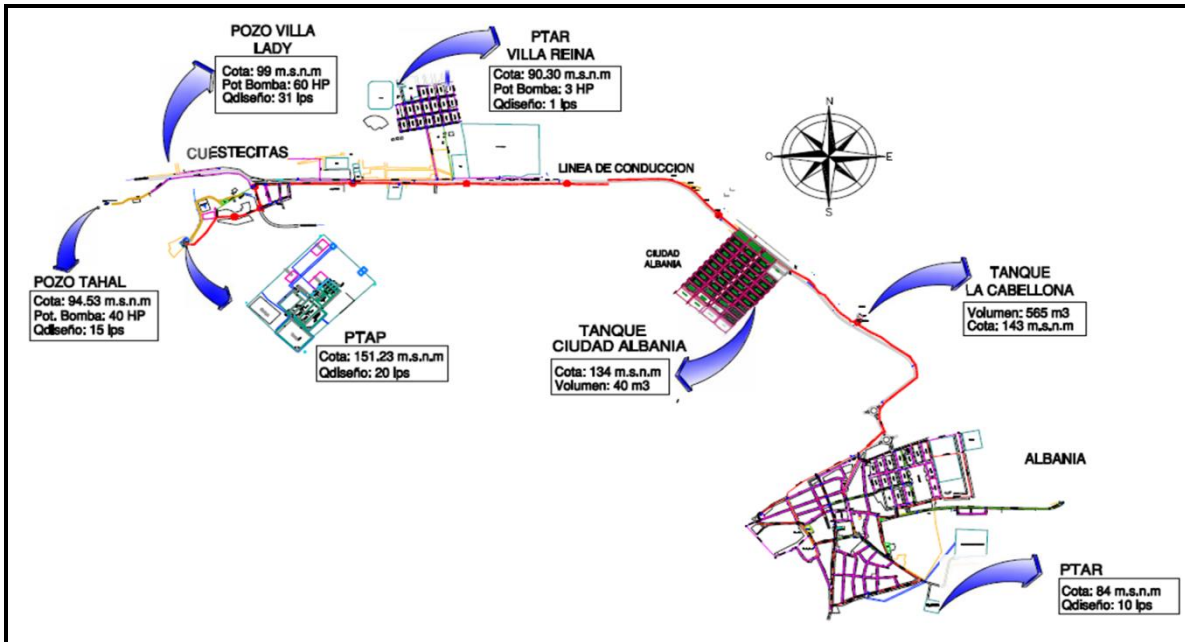 POZO VILLA
LADY
Cota: 99 m.s.n.m
Pot Bomba: 60 HP
Qdiseño: 31 lps
PTAR
VILLA REINA
Cota: 90.30 m.s.n.m
Pot Bomba: 3 HP
Qdiseño: 1 lps
CUESTECITAS
LINEA DE CONDUCCION
N
O
E
S
POZO TAHAL
Cota: 94.53 m.s.n.m
Pot. Bomba: 40 HP
Qdiseño: 15 lps
PTAP
Cota: 151.23 m.s.n.m
Qdiseño: 20 lps
CIUDAD
ALBANIA
TANQUE
CIUDAD ALBANIA
Cota: 134 m.s.n.m
Volumen: 40 m3
TANQUE
LA CABELLONA
Volumen: 565 m3
Cota: 143 m.s.n.m
ALBANIA
PTAR
Cota: 84 m.s.n.m
Qdiseño: 10 lps